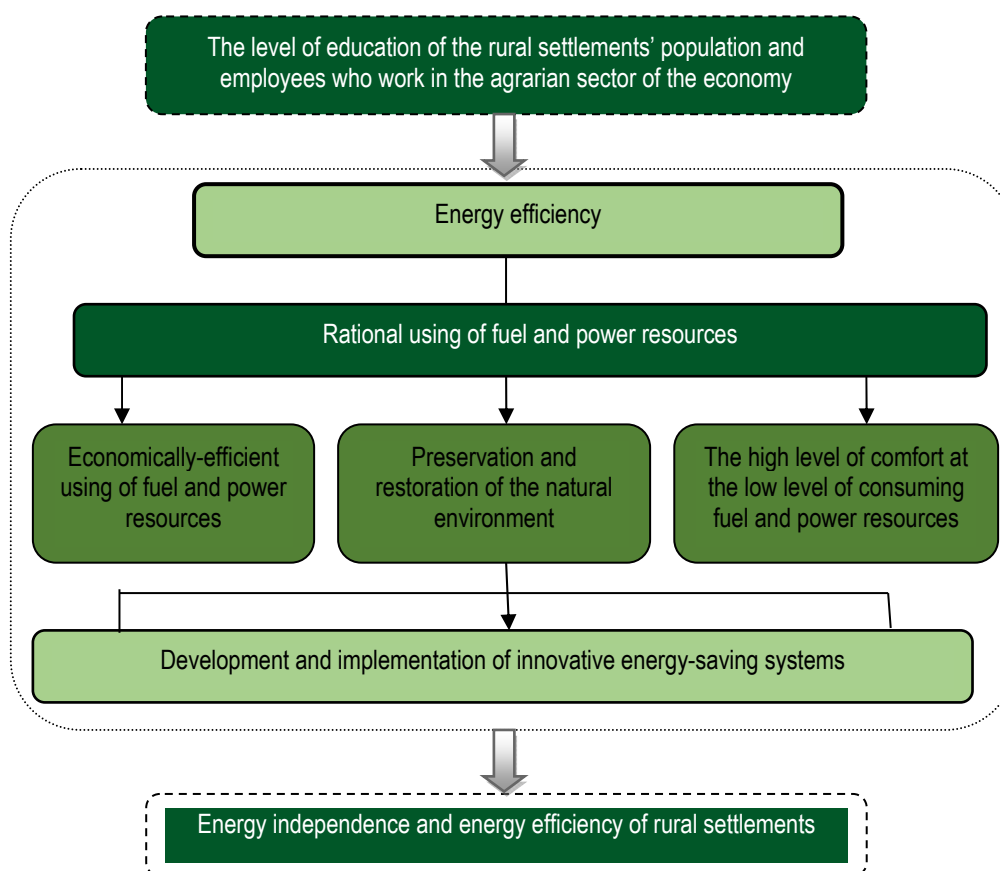 The level of education of the rural settlements’ population and
employees who work in the agrarian sector of the economy
Energy efficiency
Rational using of fuel and power resources
Economically-efficient
using of fuel and power
resources
Preservation and
restoration of the natural
environment
The high level of comfort at
the low level of consuming
fuel and power resources
Development and implementation of innovative energy-saving systems
Energy independence and energy efficiency of rural settlements